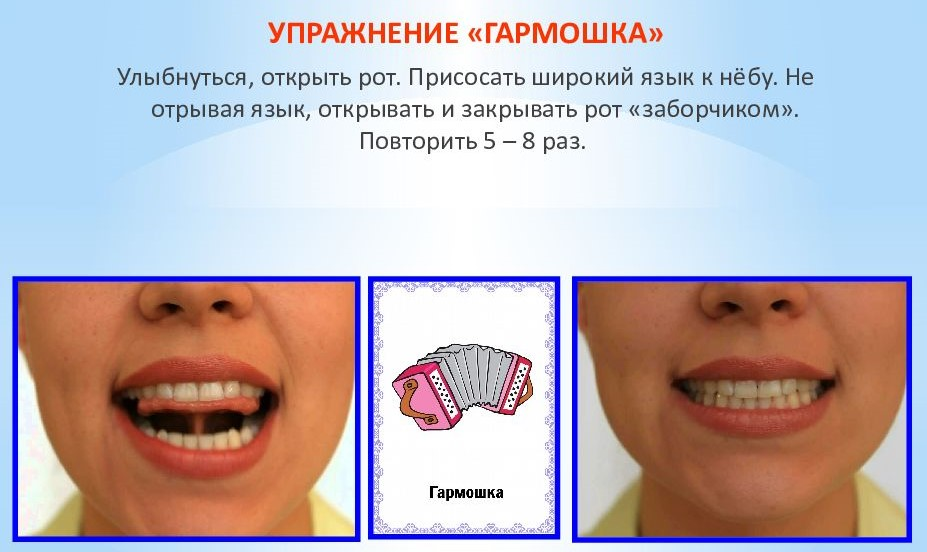 УПРАЖНЕНИЕ «ГАРМОШКА»
Улыбнуться, открыть рот. Присосать широкий язык к нёбу. Не
отрывая язык, открывать и закрывать рот «заборчиком».
Повторить 5 – 8 раз.
Гармошка